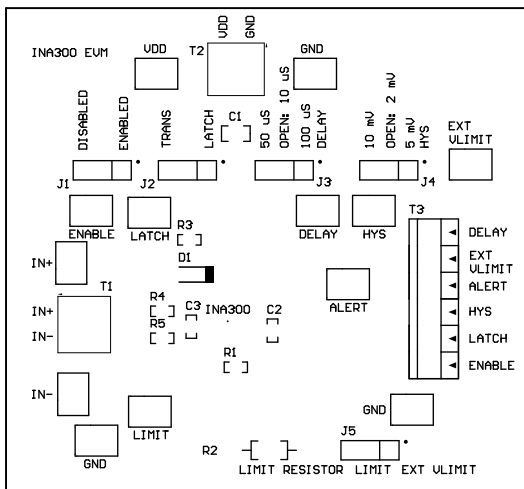 VDD
GND
INA300 EVM
VDD
T2
GND
DISABLED
ENABLED
TRANS
LATCH
C1
50 uS
OPEN: 10 uS
100 uS
DELAY
10 mV
OPEN: 2 mV
5 mV
HYS
EXT
VLIMIT
J1
J2
J3
J4
ENABLE
LATCH
R3
DELAY
HYS
T3
DELAY
EXT
VLIMIT
ALERT
HYS
LATCH
ENABLE
IN+
D1
ALERT
T1
IN+
IN-
R4
R5
C3
INA300
C2
R1
IN-
LIMIT
GND
GND
J5
R2
LIMIT RESISTOR LIMIT EXT VLIMIT